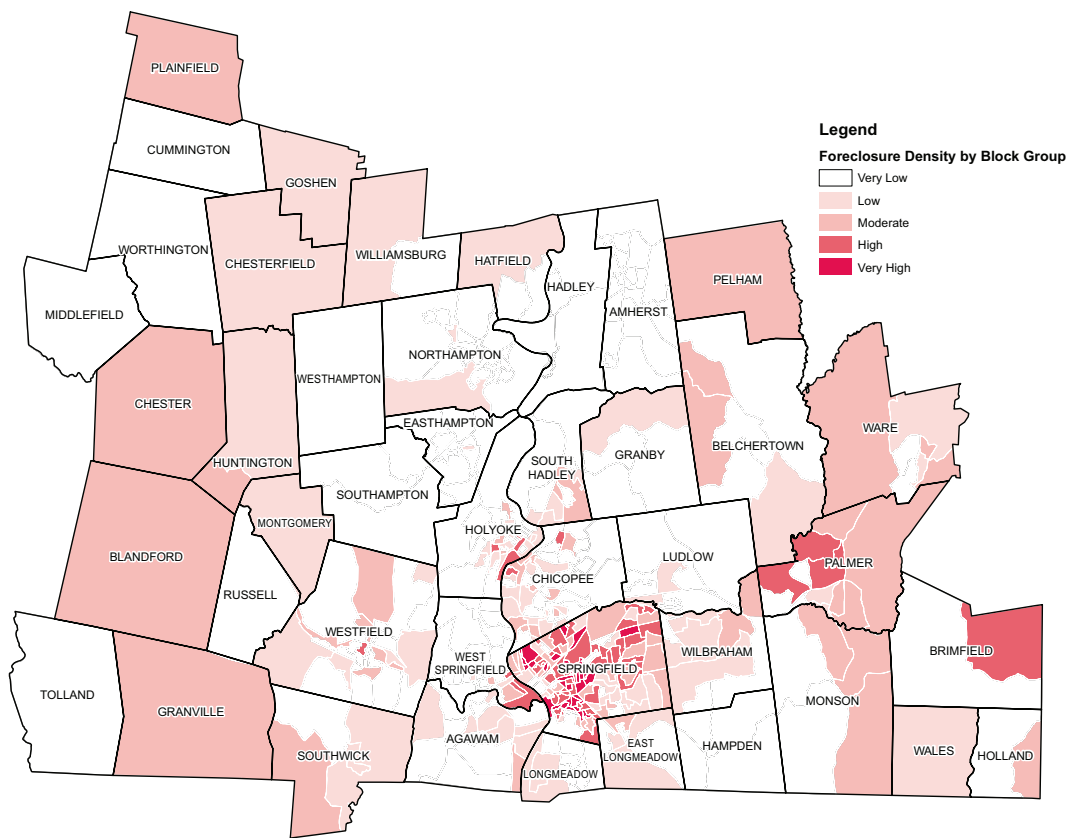 PLAINFIELD
CUMMINGTON
GOSHEN
WORTHINGTON
CHESTERFIELD
WILLIAMSBURG
HATFIELD
HADLEY
AMHERST
PELHAM
MIDDLEFIELD
NORTHAMPTON
WESTHAMPTON
CHESTER
EASTHAMPTON
WARE
BELCHERTOWN
GRANBY
SOUTH
HADLEY
HUNTINGTON
SOUTHAMPTON
MONTGOMERY
HOLYOKE
BLANDFORD
LUDLOW
PALMER
CHICOPEE
RUSSELL
WESTFIELD
WEST
SPRINGFIELD
SPRINGFIELD
WILBRAHAM
BRIMFIELD
TOLLAND
GRANVILLE
MONSON
AGAWAM
EAST
LONGMEADOW
HAMPDEN
SOUTHWICK
LONGMEADOW
WALES
HOLLAND
Legend
Foreclosure Density by Block Group
Very Low
Low
Moderate
High
Very High